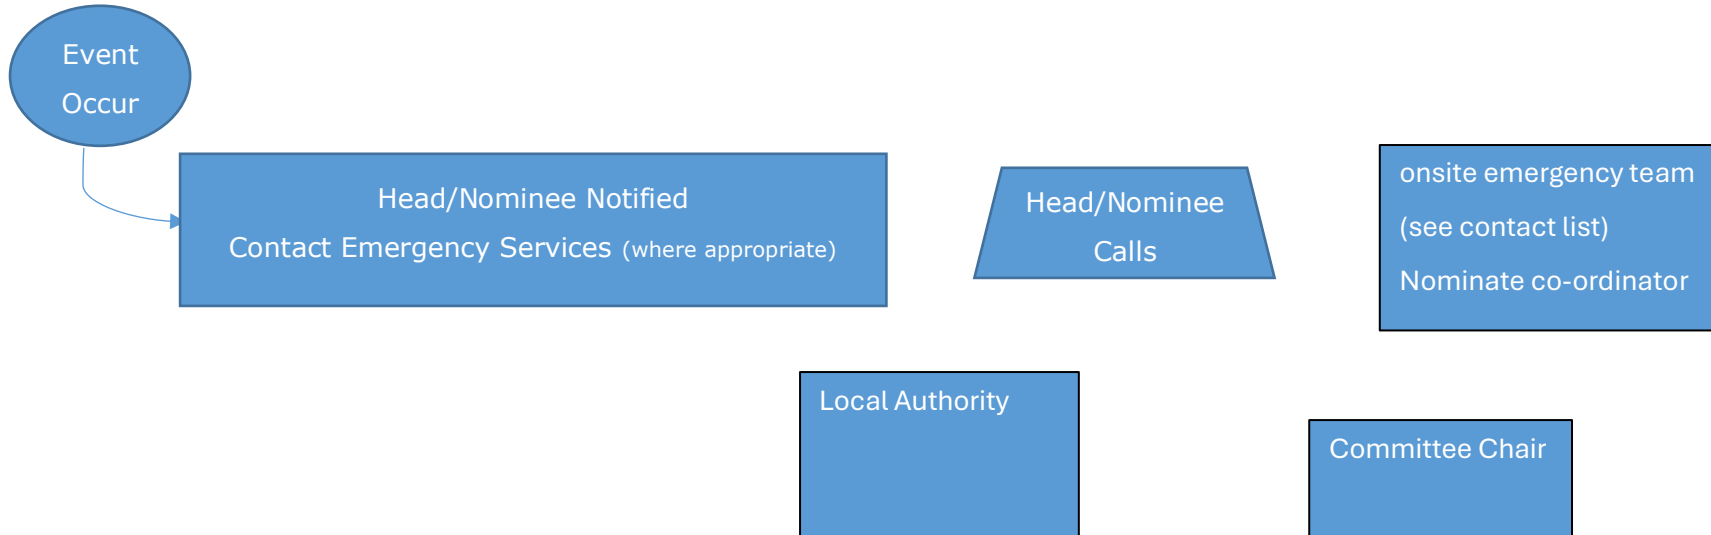 Event
Occur
Head/Nominee Notified
Contact Emergency Services (where appropriate)
Head/Nominee
Calls
onsite emergency team
(see contact list)
Nominate co-ordinator
Local Authority
Committee Chair